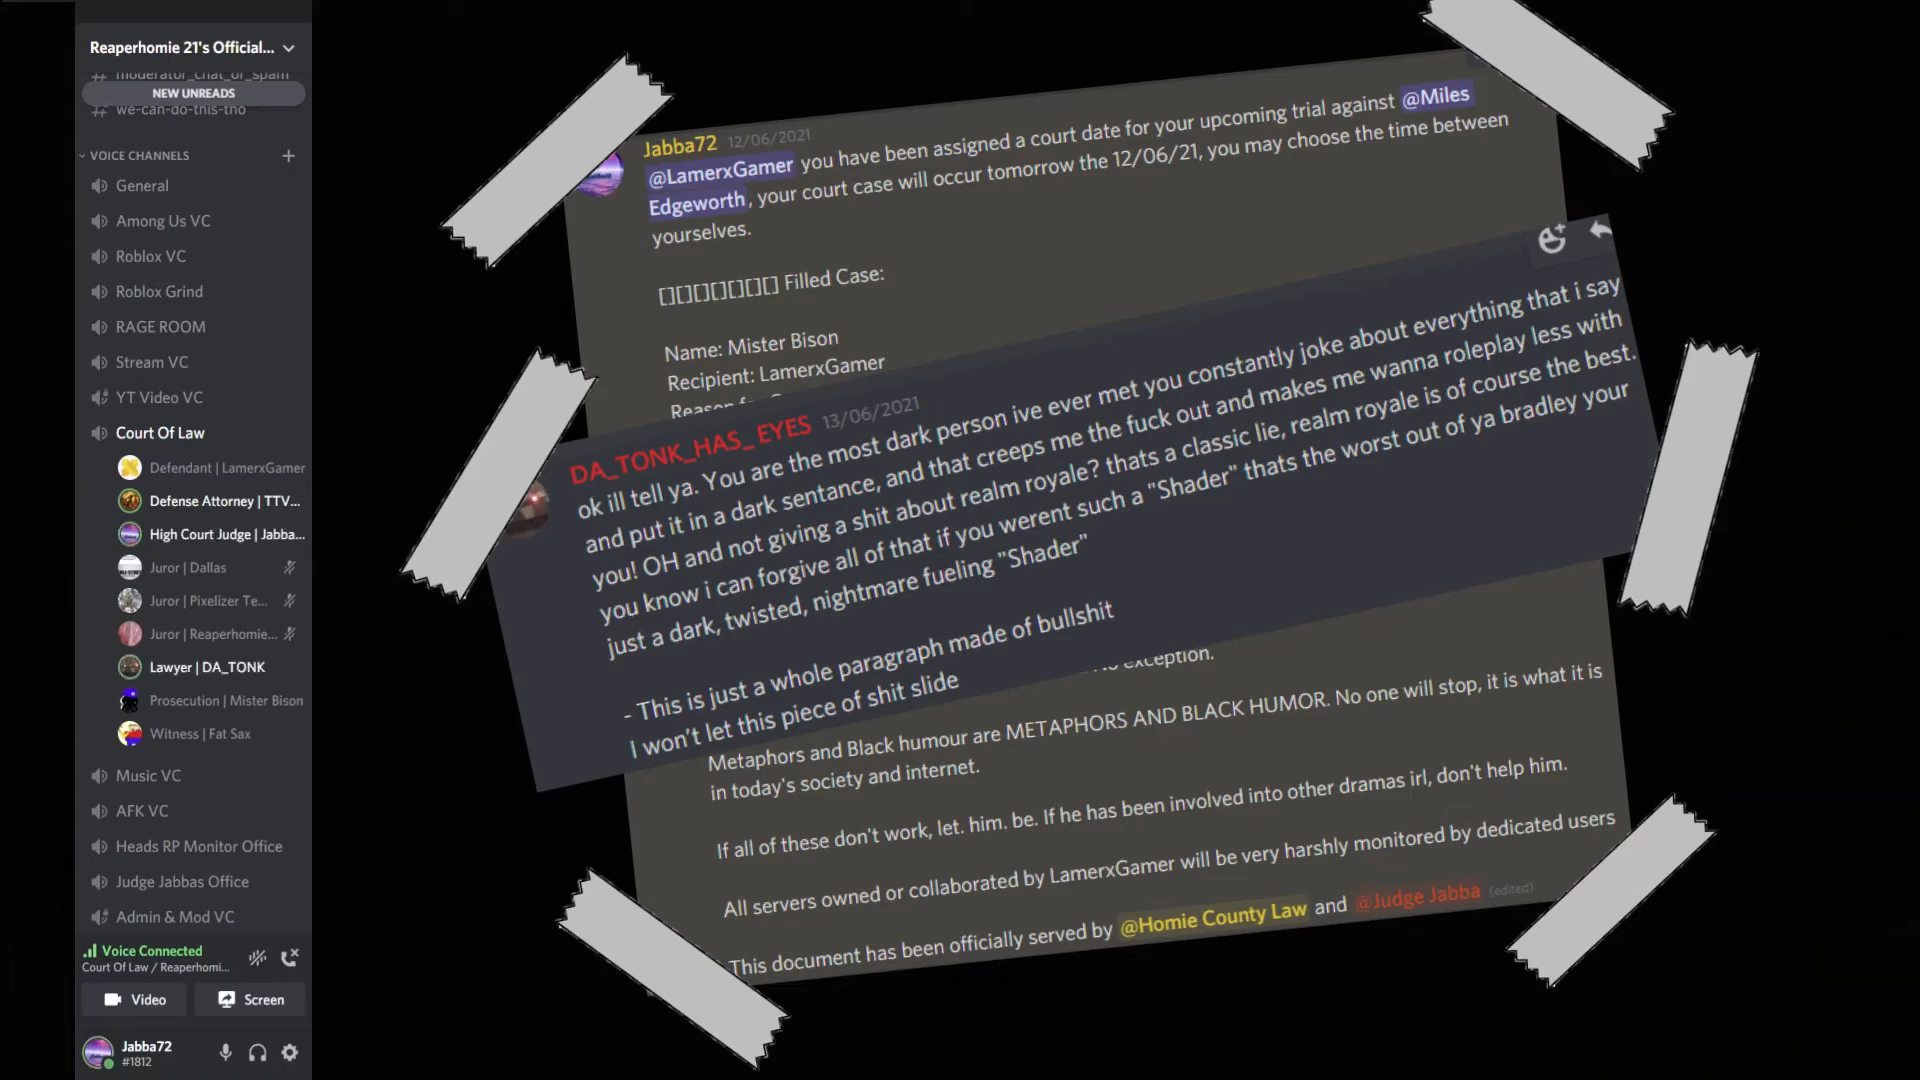 Reaperhomie 21's Official...
moderator_chat_or_spam
NEW UNREADS
we-can-do-this-tho
VOICE CHANNELS
General
Among Us VC
Roblox VC
Roblox Grind
RAGE ROOM
Stream VC
YT Video VC
Court Of Law
Defendant | LamerxGamer
Defense Attorney | TTV...
High Court Judge | Jabba...
Juror | Dallas
Juror | Pixelizer Te...
Juror | Reaperhomie...
Lawyer | DA_TONK
Prosecution | Mister Bison
Witness | Fat Sax
Music VC
AFK VC
Heads RP Monitor Office
Judge Jabbas Office
Admin & Mod VC
Voice Connected
Court Of Law / Reaperhomi...
Video Screen
Jabba72
#1812
Jabba72 12/06/2021
@LamerxGamer you have been assigned a court date for your upcoming trial against @Miles
Edgeworth, your court case will occur tomorrow the 12/06/21, you may choose the time between
yourselves.
[][][][][][][] Filled Case:
Name: Mister Bison
Recipient: LamerxGamer
Reason
DA_TONK_HAS_EYES 13/06/2021
ok ill tell ya. You are the most dark person ive ever met you constantly joke about everything that i say
and put it in a dark sentance, and that creeps me the fuck out and makes me wanna roleplay less with
you! OH and not giving a shit about realm royale? thats a classic lie, realm royale is of course the best.
you know i can forgive all of that if you werent such a "Shader" thats the worst out of ya bradley your
just a dark, twisted, nightmare fueling "Shader"
- This is just a whole paragraph made of bullshit
I won't let this piece of shit slide
exception.
Metaphors and Black humour are METAPHORS AND BLACK HUMOR. No one will stop, it is what it is
in today's society and internet.
If all of these don't work, let. him. be. If he has been involved into other dramas irl, don't help him.
All servers owned or collaborated by LamerxGamer will be very harshly monitored by dedicated users
This document has been officially served by @Homie County Law and @Judge Jabba (edited)